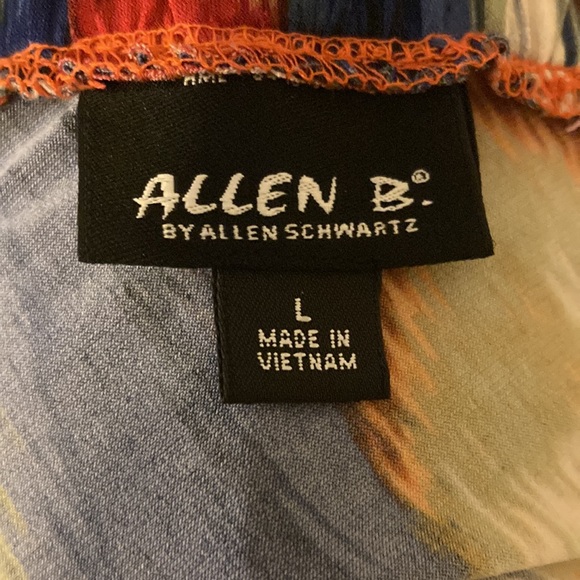 ALLEN B.®
BY ALLEN SCHWARTZ
L
MADE IN
VIETNAM